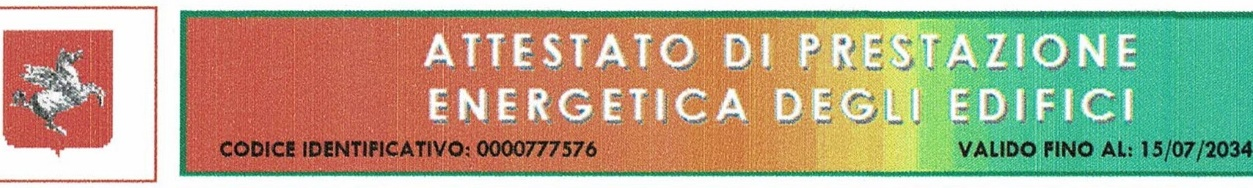 ATTESTATO DI PRESTAZIONE
ENERGETICA DEGLI EDIFICI
CODICE IDENTIFICATIVO: 0000777576 VALIDO FINO AL: 15/07/2034